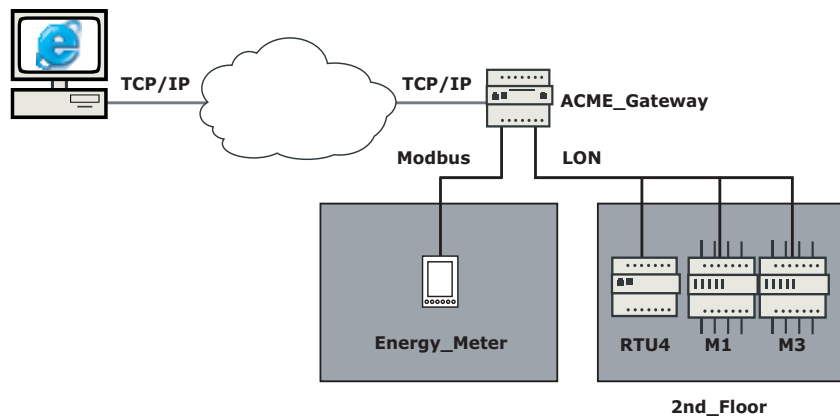 TCP/IP
TCP/IP
ACME_Gateway
Modbus
LON
Energy_Meter
RTU4
M1
M3
2nd_Floor